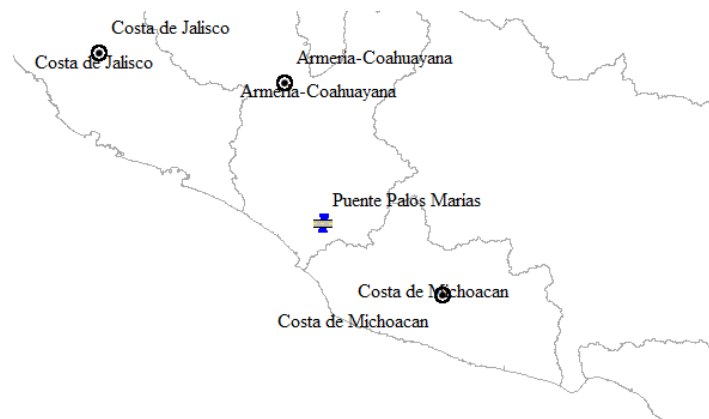 Costa de Jalisco
Costa de Jalisco
Armeria-Coahuayana
Armeria-Coahuayana
Puente Palos Marías
Costa de Michoacan
Costa de Michoacan